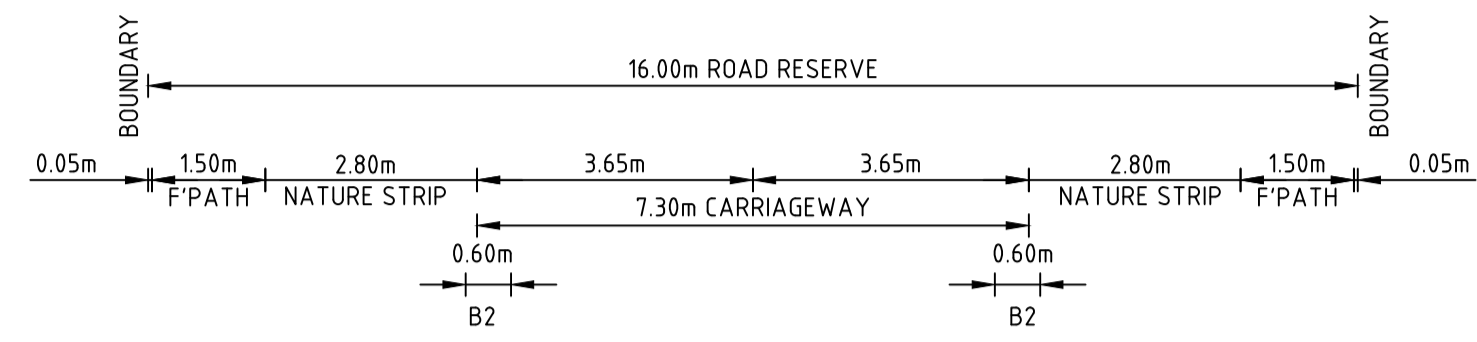 BOUNDARY
16.00m ROAD RESERVE
BOUNDARY
0.05m
1.50m
2.80m
3.65m
3.65m
2.80m
1.50m
0.05m
F'PATH
NATURE STRIP
NATURE STRIP
F'PATH
7.30m CARRIAGEWAY
0.60m
0.60m
B2
B2